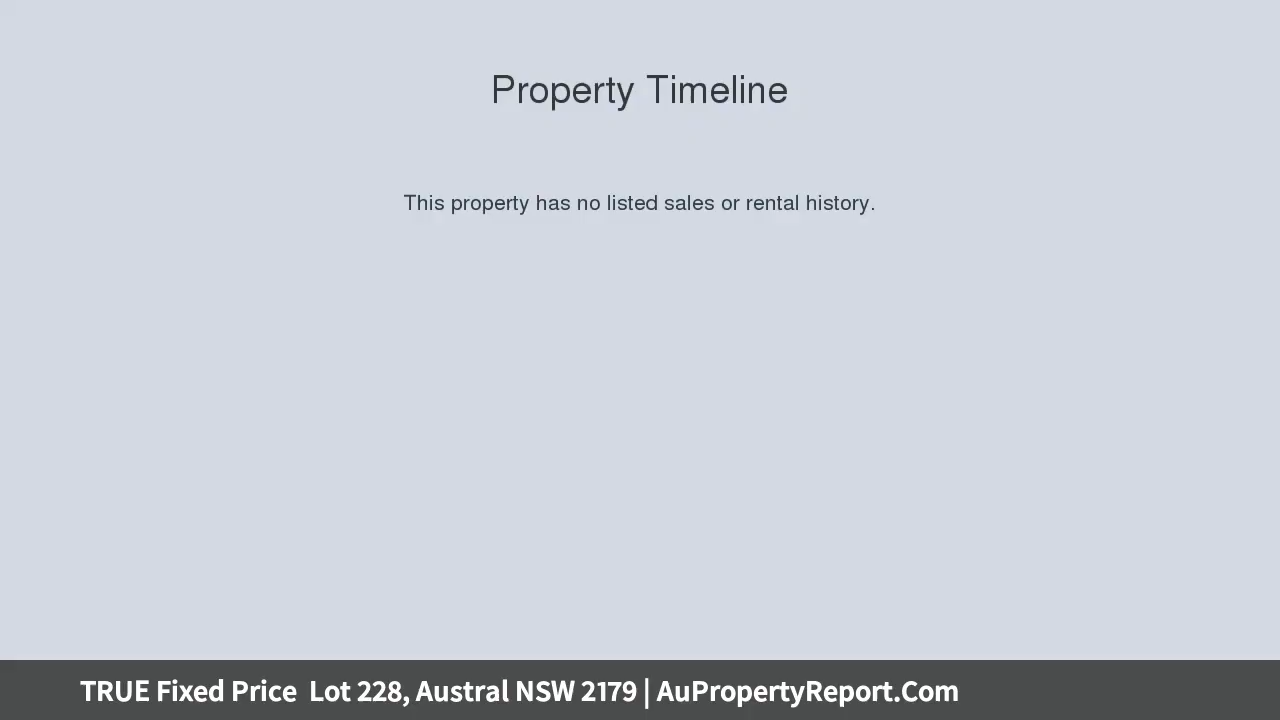 Property Timeline
This property has no listed sales or rental history.
TRUE Fixed Price  Lot 228, Austral NSW 2179 | AuPropertyReport.Com